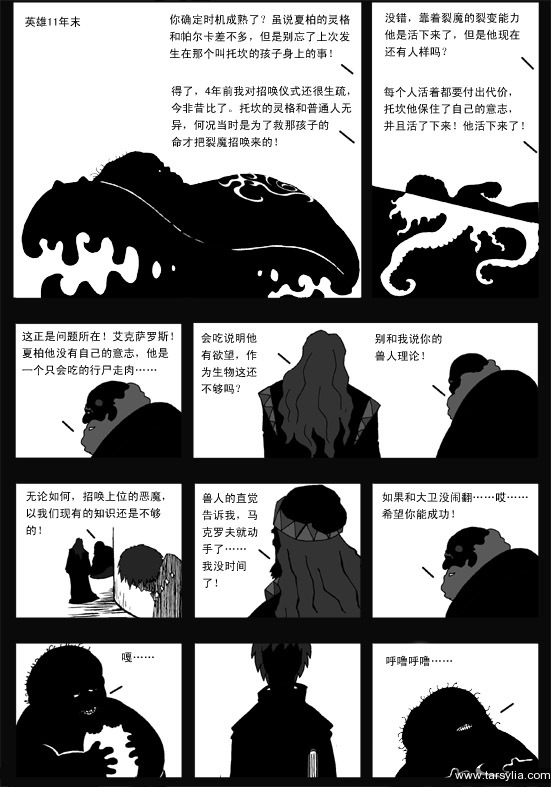 英雄11年末
你确定时机成熟了？虽说夏柏的灵格
和帕尔卡差不多，但是别忘了上次发
生在那个叫托坎的孩子身上的事！
得了，4年前我对召唤仪式还很生疏，
今非昔比了。托坎的灵格和普通人无
异，何况当时是为了救那孩子的
命才把裂魔招唤来的！
没错，靠着裂魔的裂变能力
他是活下来了，但是他现在
还有人样吗？
每个人活着都要付出代价，
托坎他保住了自己的意志，
并且活了下来！他活下来了！
这正是问题所在！艾克萨罗斯！
夏柏他没有自己的意志，他是
一个只会吃的行尸走肉……
会吃说明他
有欲望，作
为生物这还
不够吗？
别和我说你的
兽人理论！
无论如何，招唤上位的恶魔，
以我们现有的知识还是不够
的！
兽人的直觉
告诉我，马
克罗夫就动
手了……
我没时间
了！
如果和大卫没闹翻……哎……
希望你能成功！
嘎……
呼噜呼噜……
www.tarsylia.com